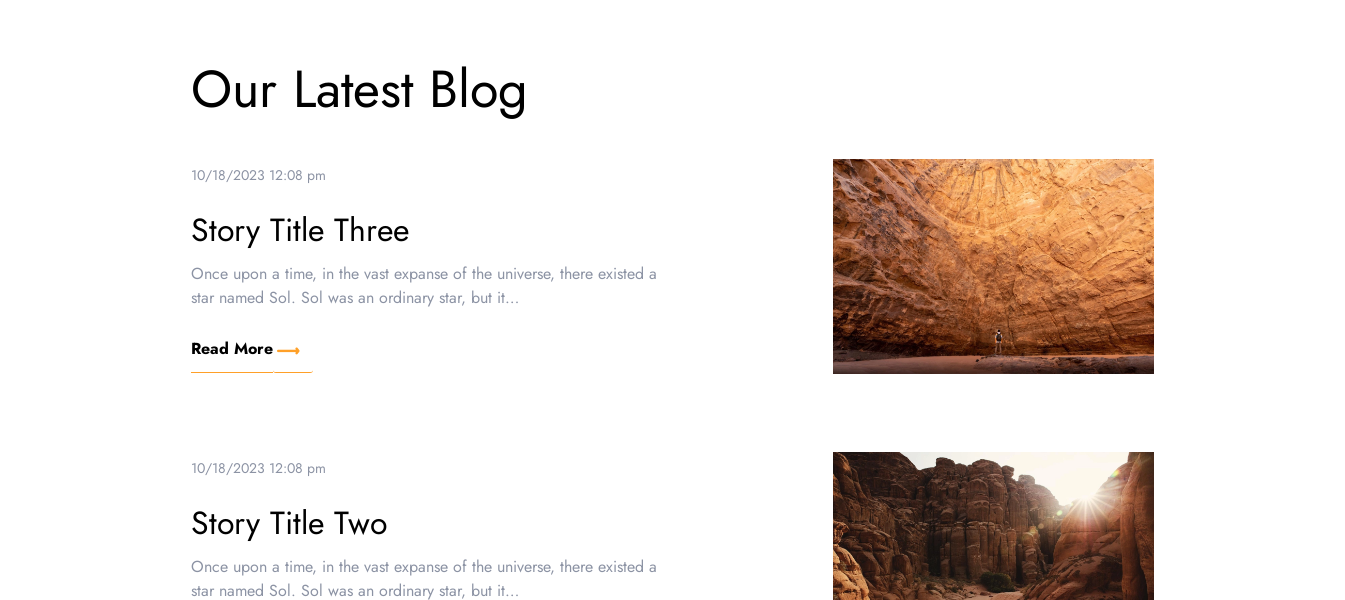 Our Latest Blog
10/18/2023 12:08 pm
Story Title Three
Once upon a time, in the vast expanse of the universe, there existed a
star named Sol. Sol was an ordinary star, but it...
Read More
10/18/2023 12:08 pm
Story Title Two
Once upon a time, in the vast expanse of the universe, there existed a
star named Sol. Sol was an ordinary star, but it...